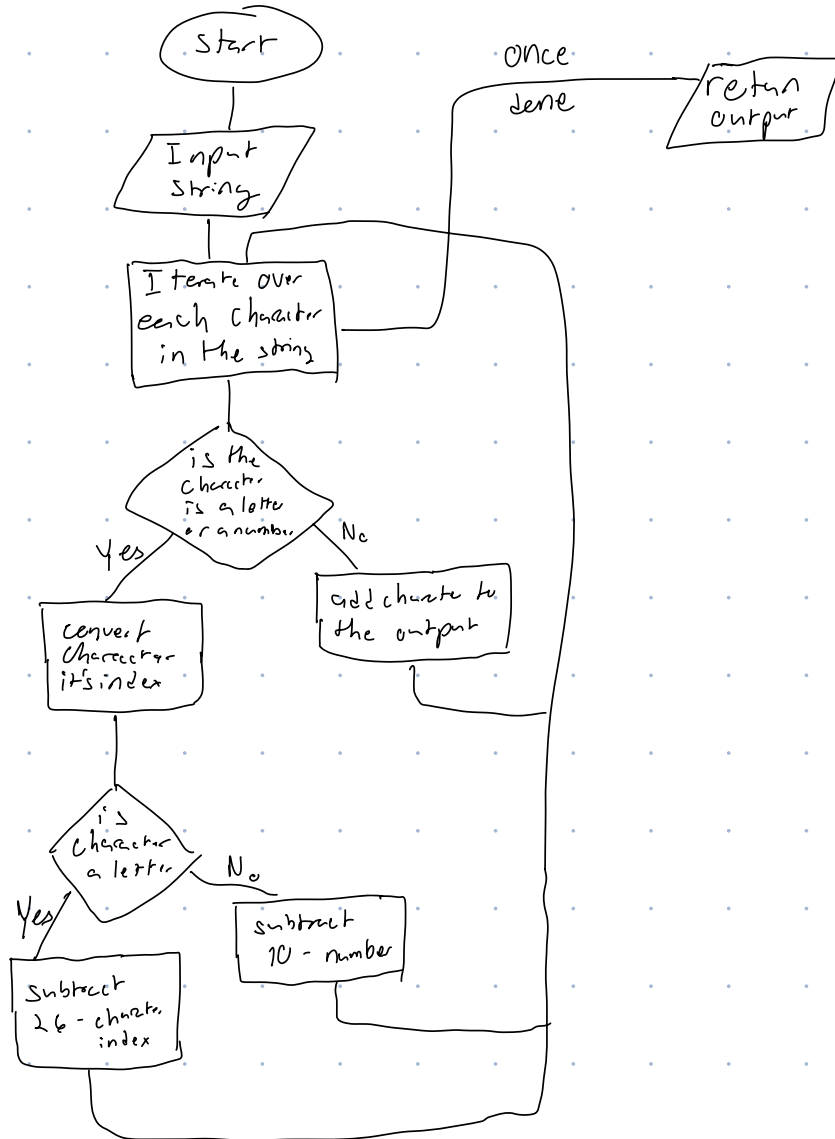 Start
once
done
return
output
Input
string
Iterate over
each character
in the string
is the
character
is a letter
or a number
Yes
No
convert
character
it's index
add characte to
the output
is
character
a letter
Yes
No
subtract
10 - number
subtract
26 - character
index